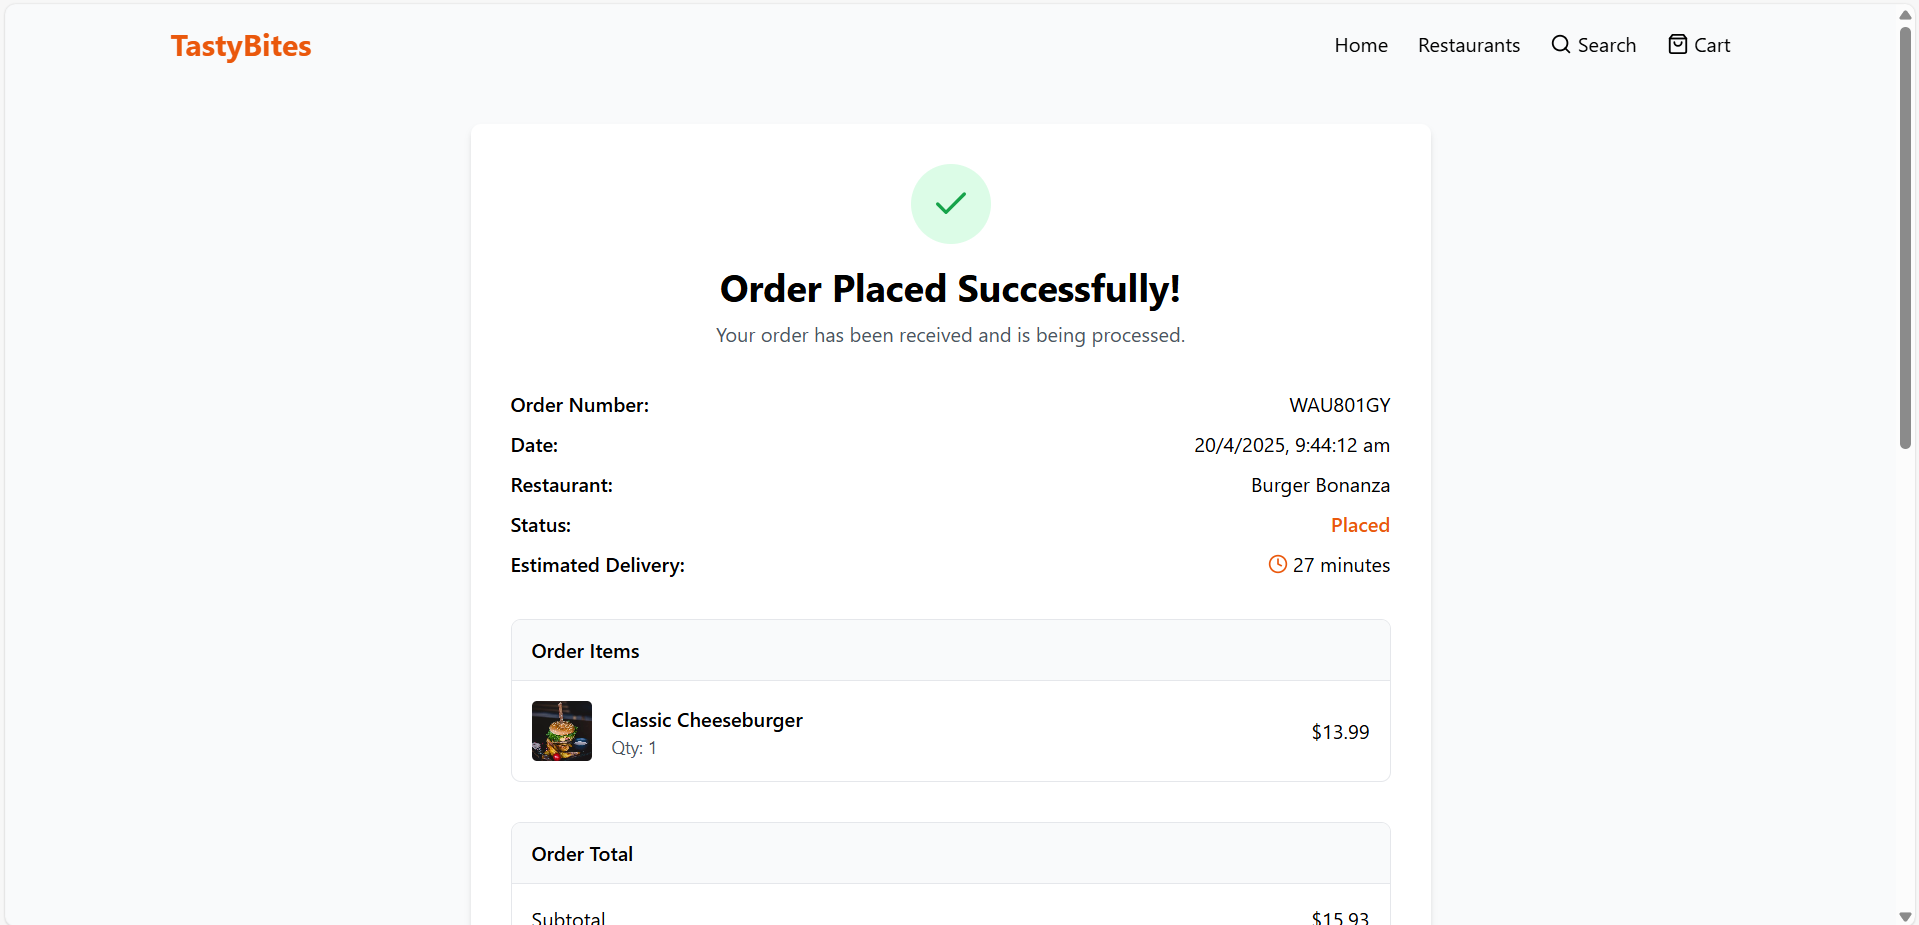 TastyBites
Home Restaurants Search Cart
Order Placed Successfully!
Your order has been received and is being processed.
Order Number: WAU801GY
Date: 20/4/2025, 9:44:12 am
Restaurant: Burger Bonanza
Status: Placed
Estimated Delivery: 27 minutes
Order Items
Classic Cheeseburger
Qty: 1
$13.99
Order Total
Subtotal $15.93